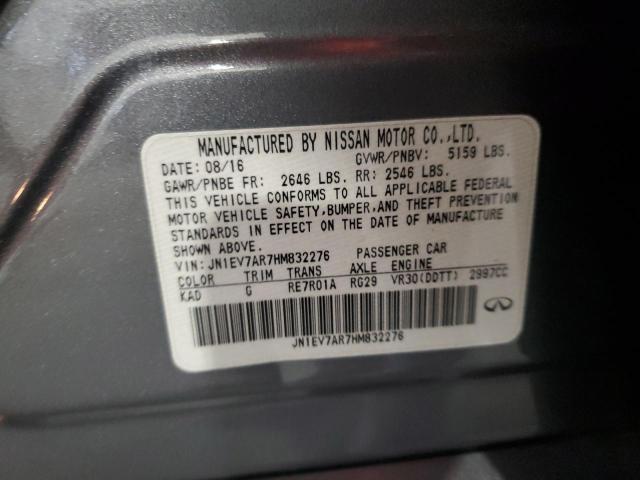 MANUFACTURED BY NISSAN MOTOR CO.,LTD.
DATE: 08/16 GVWR/PNBV: 5159 LBS.
GAWR/PNBE FR: 2646 LBS. RR: 2546 LBS.
THIS VEHICLE CONFORMS TO ALL APPLICABLE FEDERAL
MOTOR VEHICLE SAFETY,BUMPER,AND THEFT PREVENTION
STANDARDS IN EFFECT ON THE DATE OF MANUFACTURE
SHOWN ABOVE.
VIN: JN1EV7AR7HM832276 PASSENGER CAR
COLOR TRIM TRANS AXLE ENGINE
KAD G RE7R01A RG29 VR30(DDTT) 2997CC
JN1EV7AR7HM832276